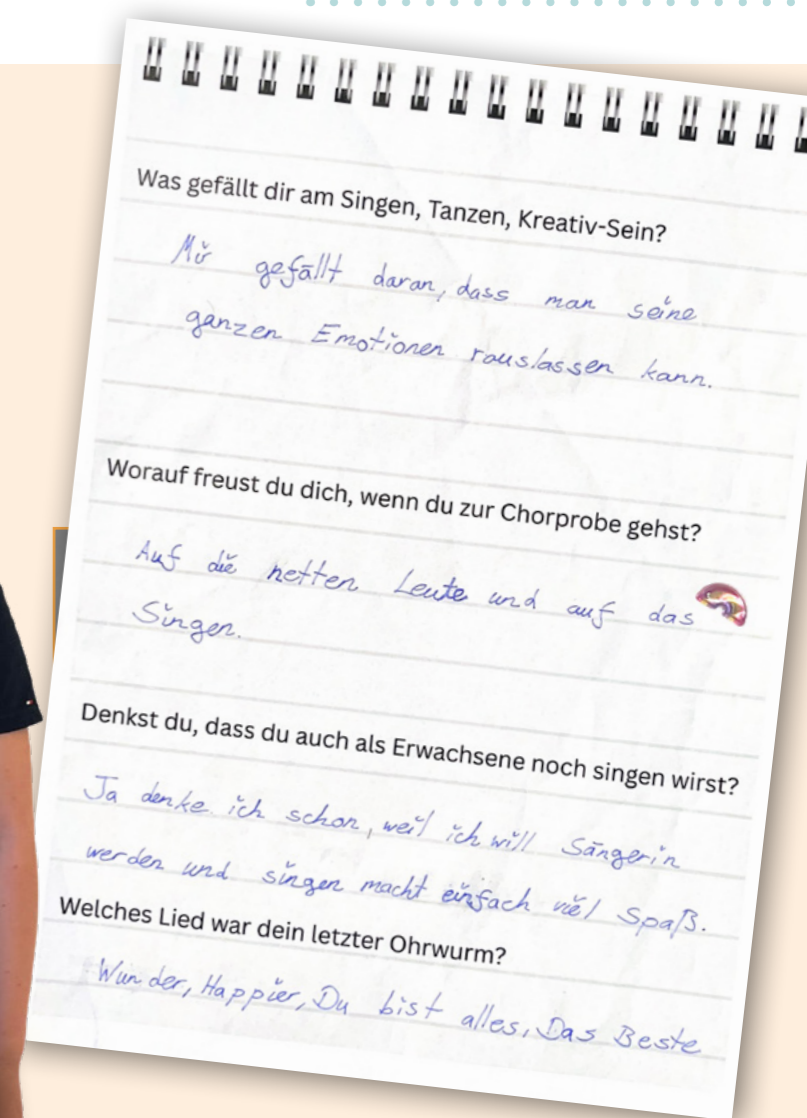 Was gefällt dir am Singen, Tanzen, Kreativ-Sein?
Mir gefällt daran, dass man seine
ganzen Emotionen rauslassen kann.
Worauf freust du dich, wenn du zur Chorprobe gehst?
Auf die netten Leute und auf das
Singen.
Denkst du, dass du auch als Erwachsene noch singen wirst?
Ja denke ich schon, weil ich will Sängerin
werden und singen macht einfach viel Spaß.
Welches Lied war dein letzter Ohrwurm?
Wunder, Happier, Du bist alles, Das Beste